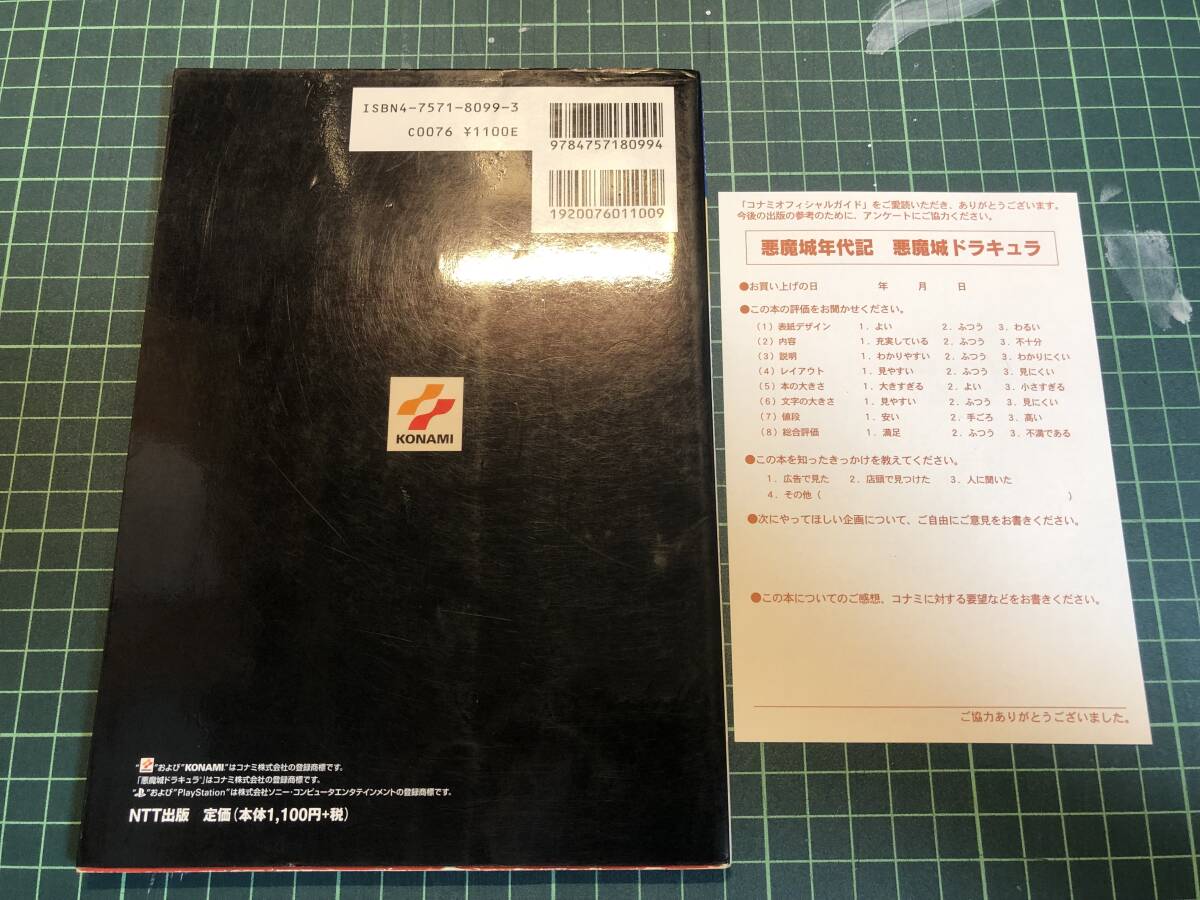 ISBN4-7571-8099-3
C0076 ¥1100E
9784757180994
1920076011009
KONAMI
"および"KONAMI"はコナミ株式会社の登録商標です。
「悪魔城ドラキュラ」はコナミ株式会社の登録商標です。
"および"PlayStation"は株式会社ソニー・コンピュータエンタテインメントの登録商標です。
NTT出版 定価(本体1,100円+税)
「コナミオフィシャルガイド」をご愛読いただき、ありがとうございます。
今後の出版の参考のために、アンケートにご協力ください。
悪魔城年代記 悪魔城ドラキュラ
●お買い上げの日 年 月 日
●この本の評価をお聞かせください。
(1)表紙デザイン 1．よい 2．ふつう 3．わるい
(2)内容 1．充実している 2．ふつう 3．不十分
(3)説明 1．わかりやすい 2．ふつう 3．わかりにくい
(4)レイアウト 1．見やすい 2．ふつう 3．見にくい
(5)本の大きさ 1．大きすぎる 2．よい 3．小さすぎる
(6)文字の大きさ 1．見やすい 2．ふつう 3．見にくい
(7)値段 1．安い 2．手ごろ 3．高い
(8)総合評価 1．満足 2．ふつう 3．不満である
●この本を知ったきっかけを教えてください。
1．広告で見た 2．店頭で見つけた 3．人に聞いた
4．その他( )
●次にやってほしい企画について、ご自由にご意見をお書きください。
●この本についてのご感想、コナミに対する要望などをお書きください。
ご協力ありがとうございました。